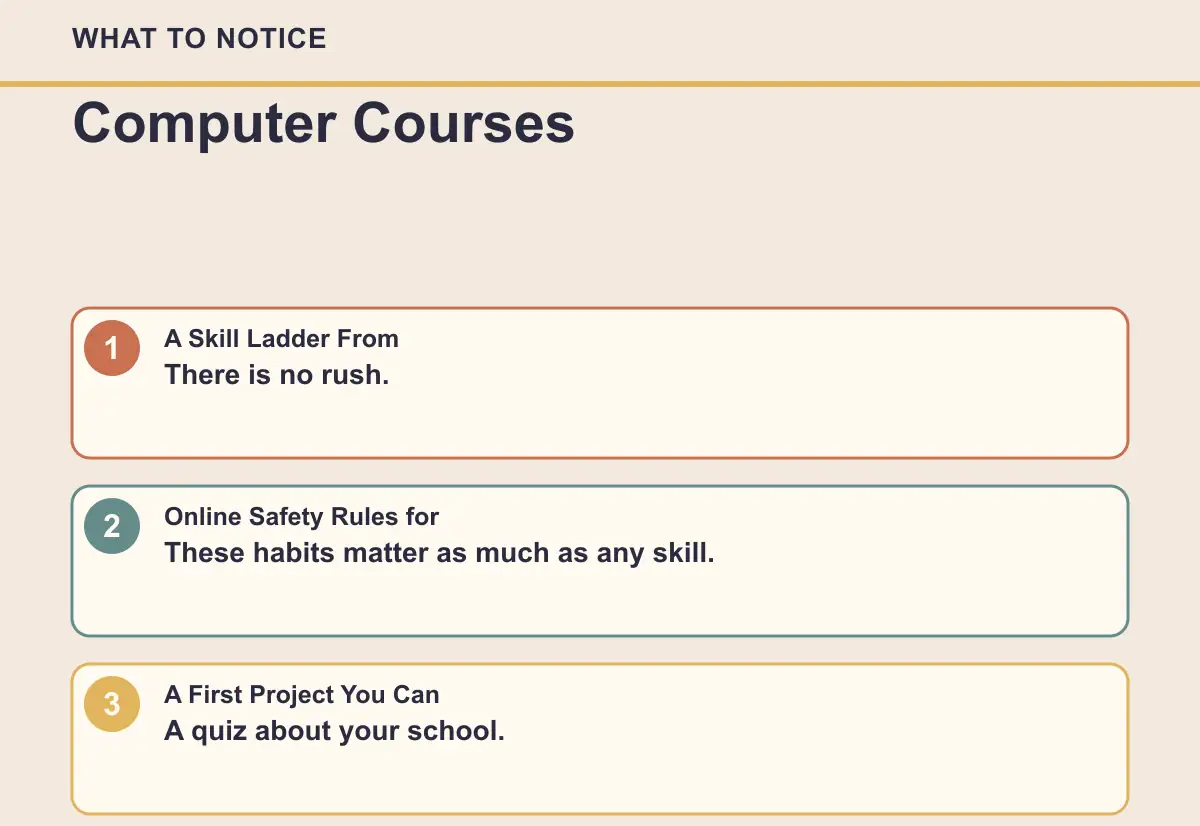 WHAT TO NOTICE
Computer Courses
1
A Skill Ladder From
There is no rush.
2
Online Safety Rules for
These habits matter as much as any skill.
3
A First Project You Can
A quiz about your school.